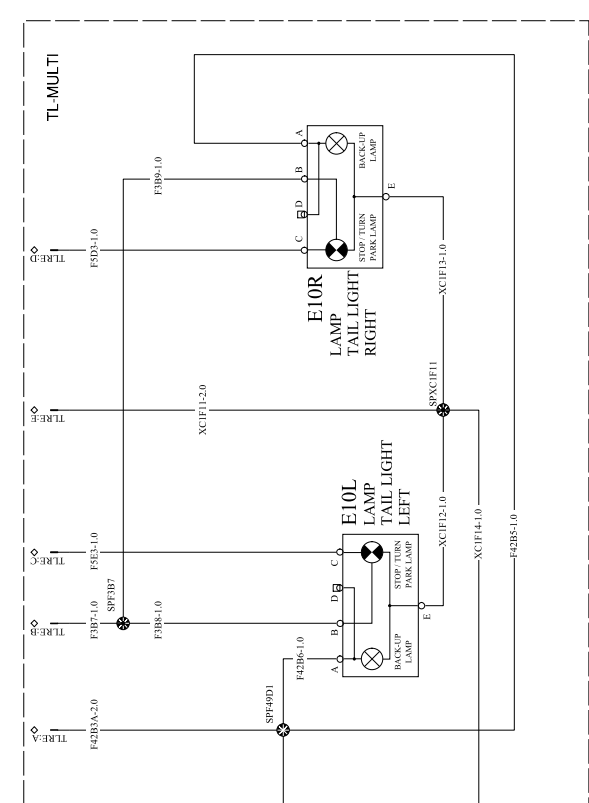 TL-MULTI
TLRE:D
F5D3-1.0
F3B9-1.0
A
B
D
C
E
BACK-UP
LAMP
STOP / TURN
PARK LAMP
E10R
LAMP
TAIL LIGHT
RIGHT
XC1F13-1.0
TLRE:E
XC1F11-2.0
SPXC1F11
TLRE:C
F5E3-1.0
E10L
LAMP
TAIL LIGHT
LEFT
C
D
B
A
E
STOP / TURN
PARK LAMP
BACK-UP
LAMP
XC1F12-1.0
XC1F14-1.0
F42B5-1.0
TLRE:B
F3B7-1.0
SPF3B7
F3B8-1.0
F42B6-1.0
TLRE:A
F42B3A-2.0
SPF49D1